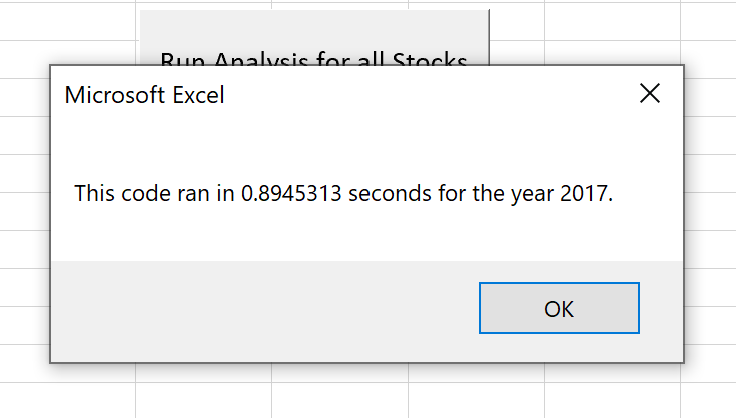 Run Analysis for all Stocks
Microsoft Excel
This code ran in 0.8945313 seconds for the year 2017.
OK